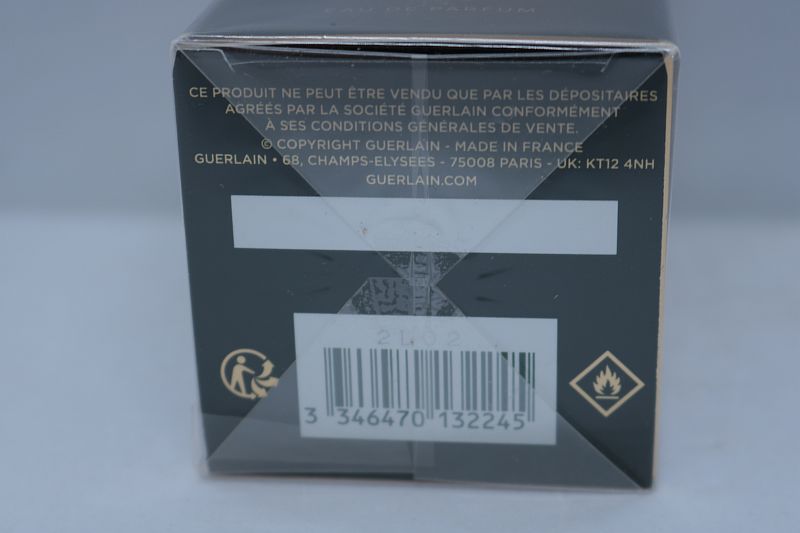 EAU DE PARFUM
CE PRODUIT NE PEUT ÊTRE VENDU QUE PAR LES DÉPOSITAIRES
AGRÉÉS PAR LA SOCIÉTÉ GUERLAIN CONFORMÉMENT
À SES CONDITIONS GÉNÉRALES DE VENTE.
© COPYRIGHT GUERLAIN - MADE IN FRANCE
GUERLAIN • 68, CHAMPS-ELYSEES - 75008 PARIS - UK: KT12 4NH
GUERLAIN.COM
3 346470 132245